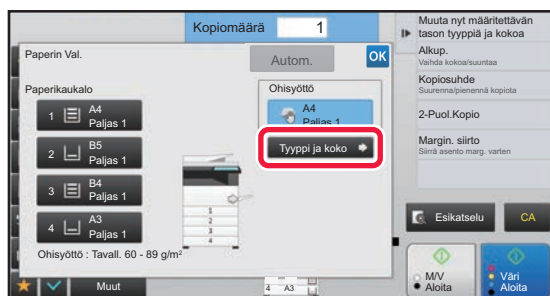 Kopiomäärä 1
Paperin Val.
Autom.
OK
Paperikaukalo
1 A4
Paljas 1
2 B5
Paljas 1
3 B4
Paljas 1
4 A3
Paljas 1
Ohisyöttö : Tavall. 60 - 89 g/m²
1
2
3
4
Ohisyöttö
A4
Paljas 1
Tyyppi ja koko
Muut
4 A3
Muuta nyt määritettävän
tason tyyppiä ja kokoa
Alkup.
Vaihda kokoa/suuntaa
Kopiosuhde
Suurenna/pienennä kopiota
2-Puol.Kopio
Margin. siirto
Siirrä asento marg. varten
Esikatselu
CA
M/V
Aloita
Väri
Aloita